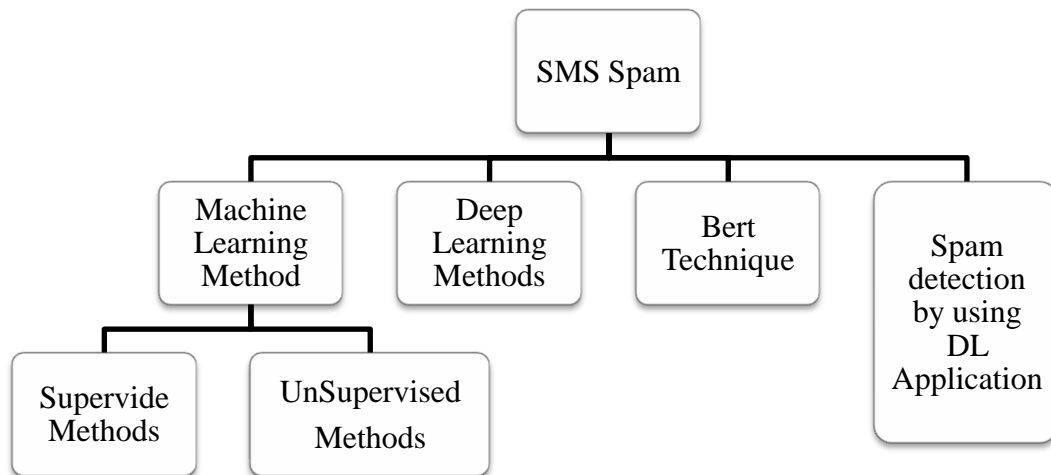 SMS Spam
Machine
Learning
Method
Deep
Learning
Methods
Bert
Technique
Spam
detection
by using
DL
Application
Supervide
Methods
UnSupervised
Methods